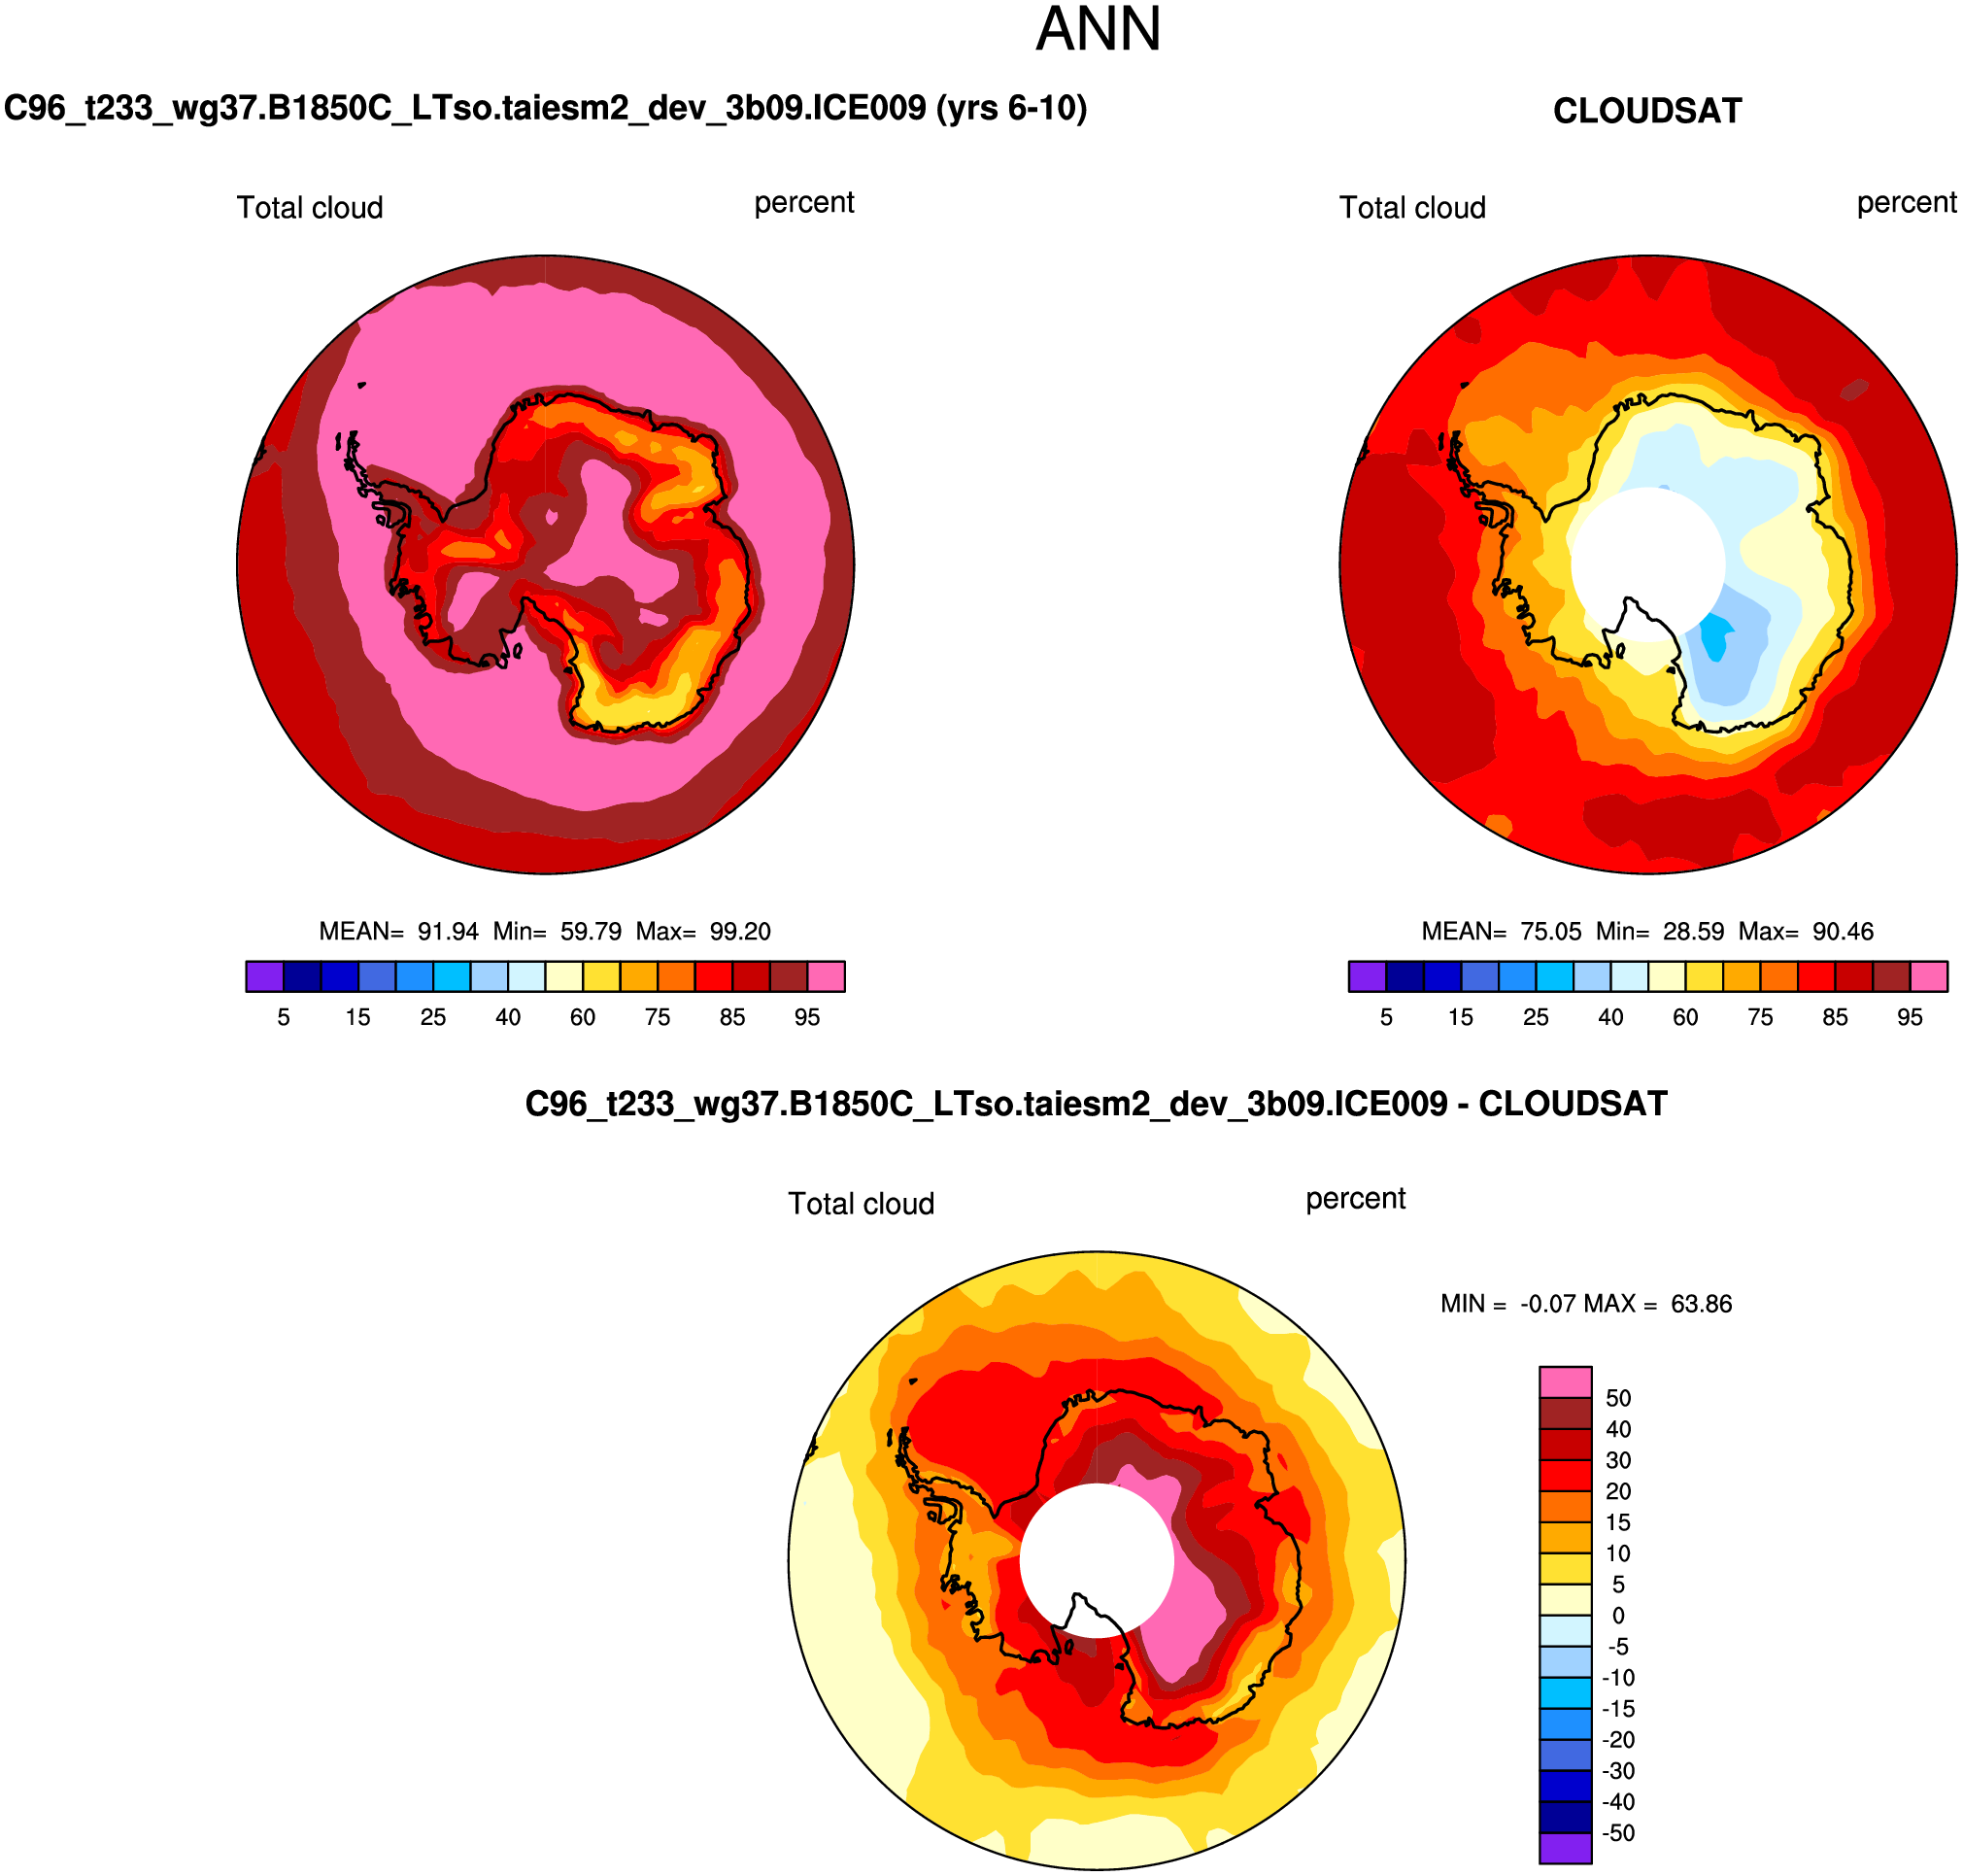 ANN
C96_t233_wg37.B1850C_LTso.taiesm2_dev_3b09.ICE009 (yrs 6-10)
CLOUDSAT
Total cloud percent
Total cloud percent
MEAN= 91.94 Min= 59.79 Max= 99.20
MEAN= 75.05 Min= 28.59 Max= 90.46
5 15 25 40 60 75 85 95
5 15 25 40 60 75 85 95
C96_t233_wg37.B1850C_LTso.taiesm2_dev_3b09.ICE009 - CLOUDSAT
Total cloud percent
MIN = -0.07 MAX = 63.86
50
40
30
20
15
10
5
0
-5
-10
-15
-20
-30
-40
-50